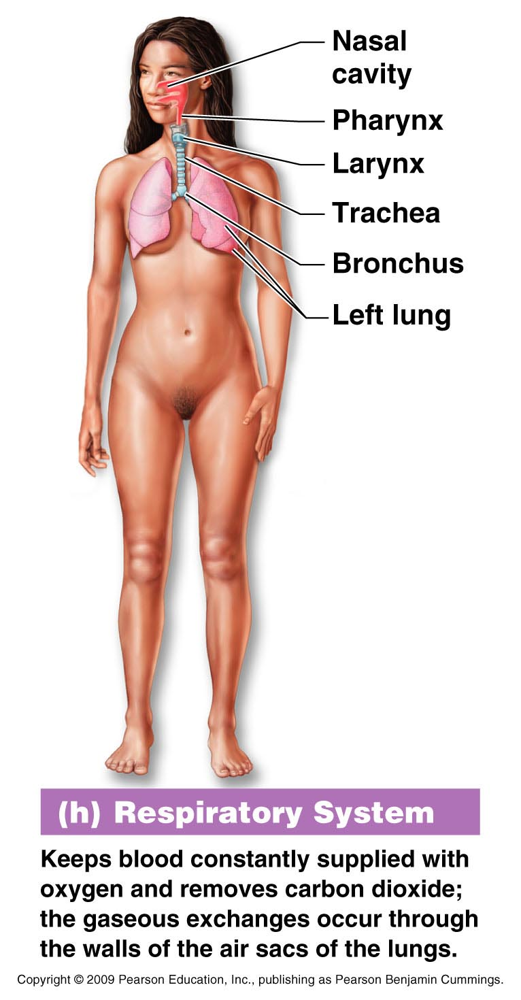 Nasal
cavity
Pharynx
Larynx
Trachea
Bronchus
Left lung
(h) Respiratory System
Keeps blood constantly supplied with
oxygen and removes carbon dioxide;
the gaseous exchanges occur through
the walls of the air sacs of the lungs.
Copyright © 2009 Pearson Education, Inc., publishing as Pearson Benjamin Cummings.